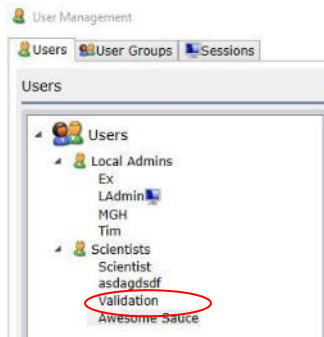 User Management
Users User Groups Sessions
Users
Users
Local Admins
Ex
LAdmin
MGH
Tim
Scientists
Scientist
asdagdsdf
Validation
Awesome Sauce